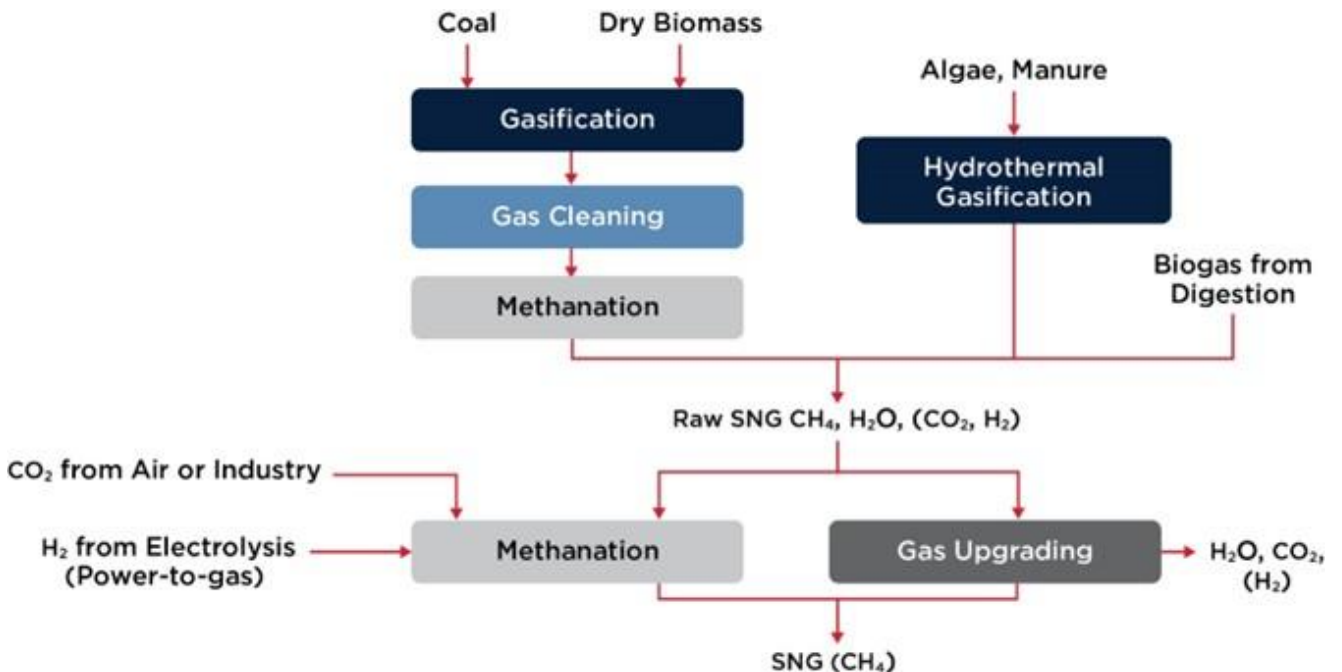 Coal
Dry Biomass
Algae, Manure
Gasification
Hydrothermal
Gasification
Gas Cleaning
Biogas from
Digestion
Methanation
Raw SNG CH₄, H₂O, (CO₂, H₂)
CO₂ from Air or Industry
H₂ from Electrolysis
(Power-to-gas)
Methanation
Gas Upgrading
H₂O, CO₂,
(H₂)
SNG (CH₄)